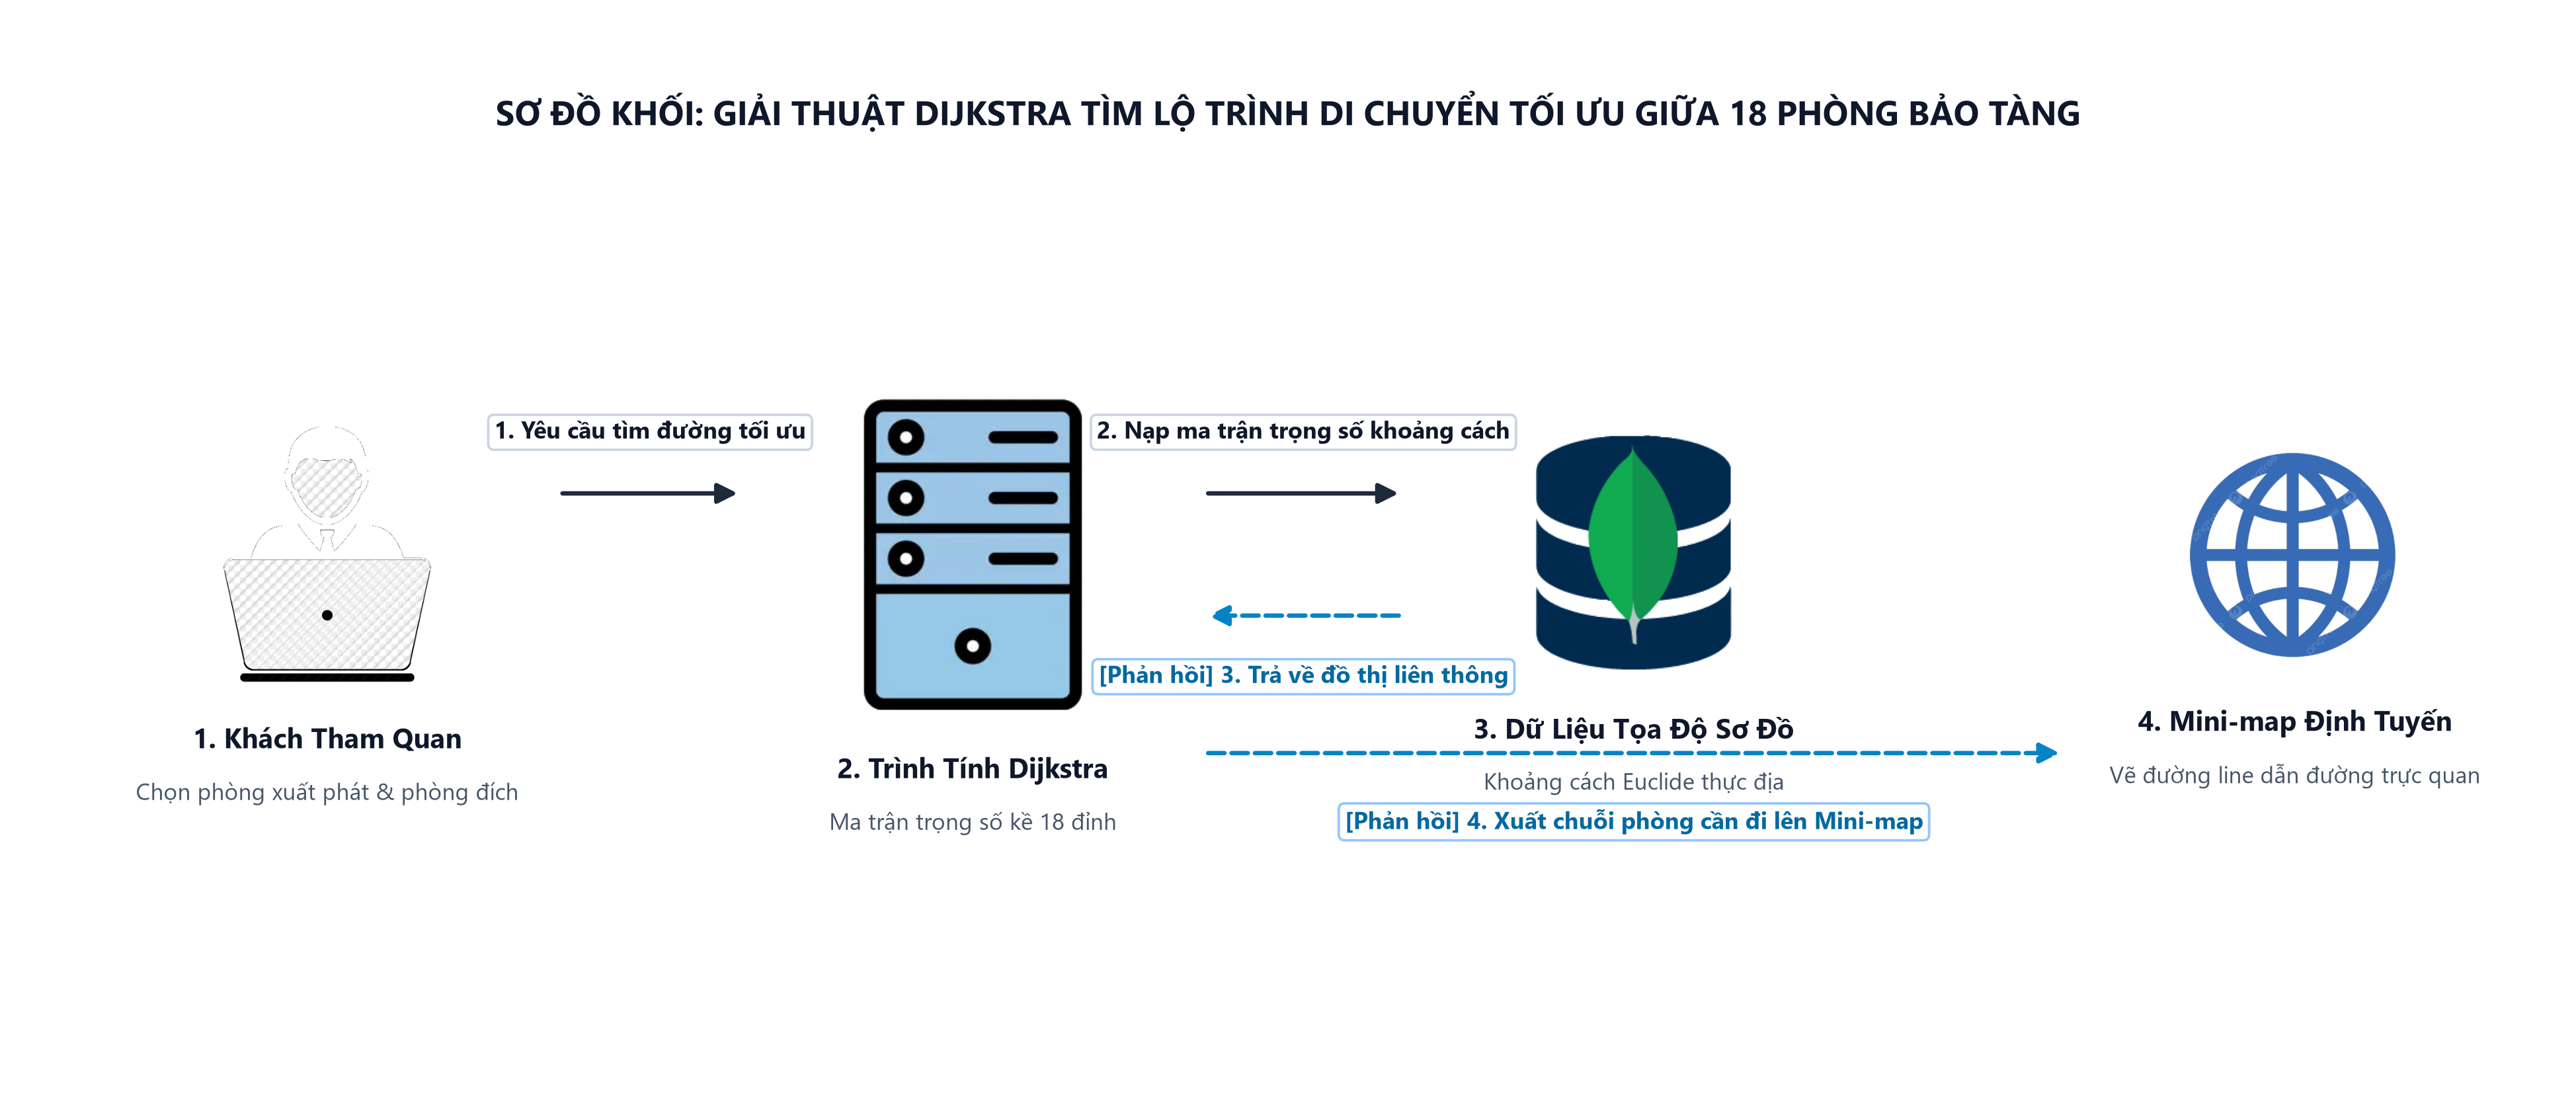 SƠ ĐỒ KHỐI: GIẢI THUẬT DIJKSTRA TÌM LỘ TRÌNH DI CHUYỂN TỐI ƯU GIỮA 18 PHÒNG BẢO TÀNG
1. Yêu cầu tìm đường tối ưu
2. Nạp ma trận trọng số khoảng cách
[Phản hồi] 3. Trả về đồ thị liên thông
1. Khách Tham Quan
Chọn phòng xuất phát & phòng đích
2. Trình Tính Dijkstra
Ma trận trọng số kề 18 đỉnh
3. Dữ Liệu Tọa Độ Sơ Đồ
Khoảng cách Euclide thực địa
[Phản hồi] 4. Xuất chuỗi phòng cần đi lên Mini-map
4. Mini-map Định Tuyến
Vẽ đường line dẫn đường trực quan